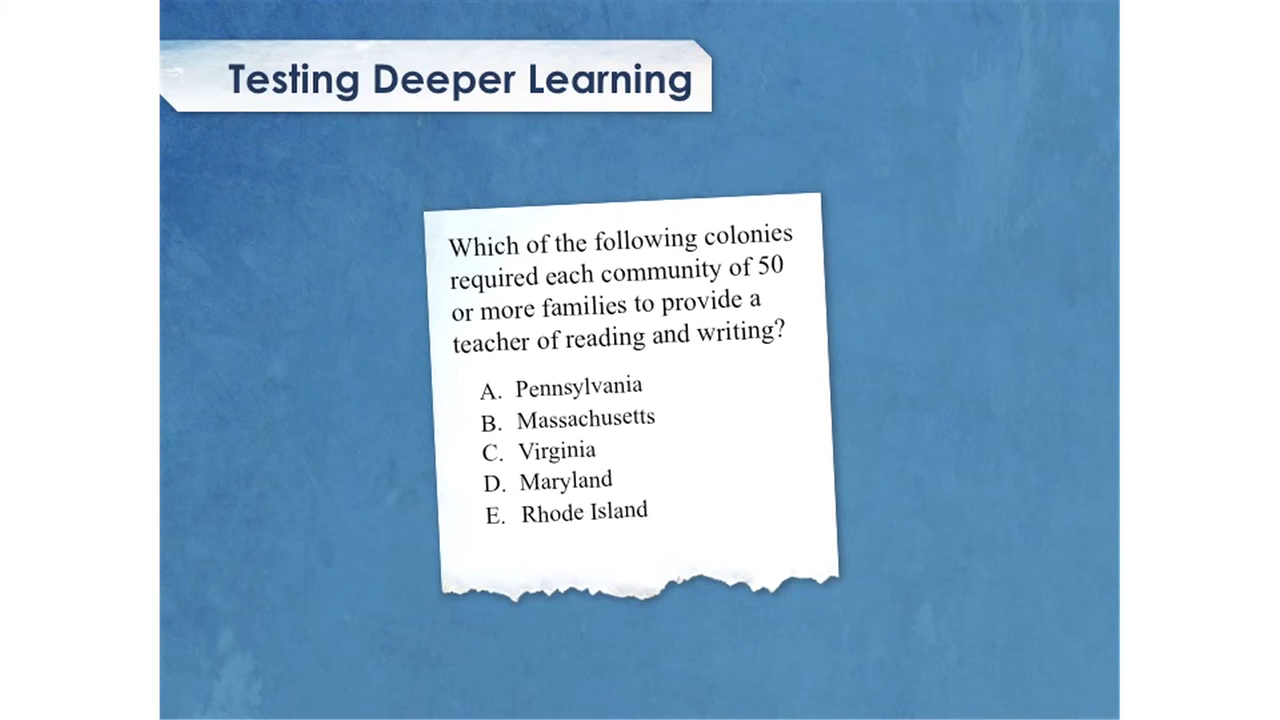 Testing Deeper Learning
Which of the following colonies
required each community of 50
or more families to provide a
teacher of reading and writing?
A. Pennsylvania
B. Massachusetts
C. Virginia
D. Maryland
E. Rhode Island